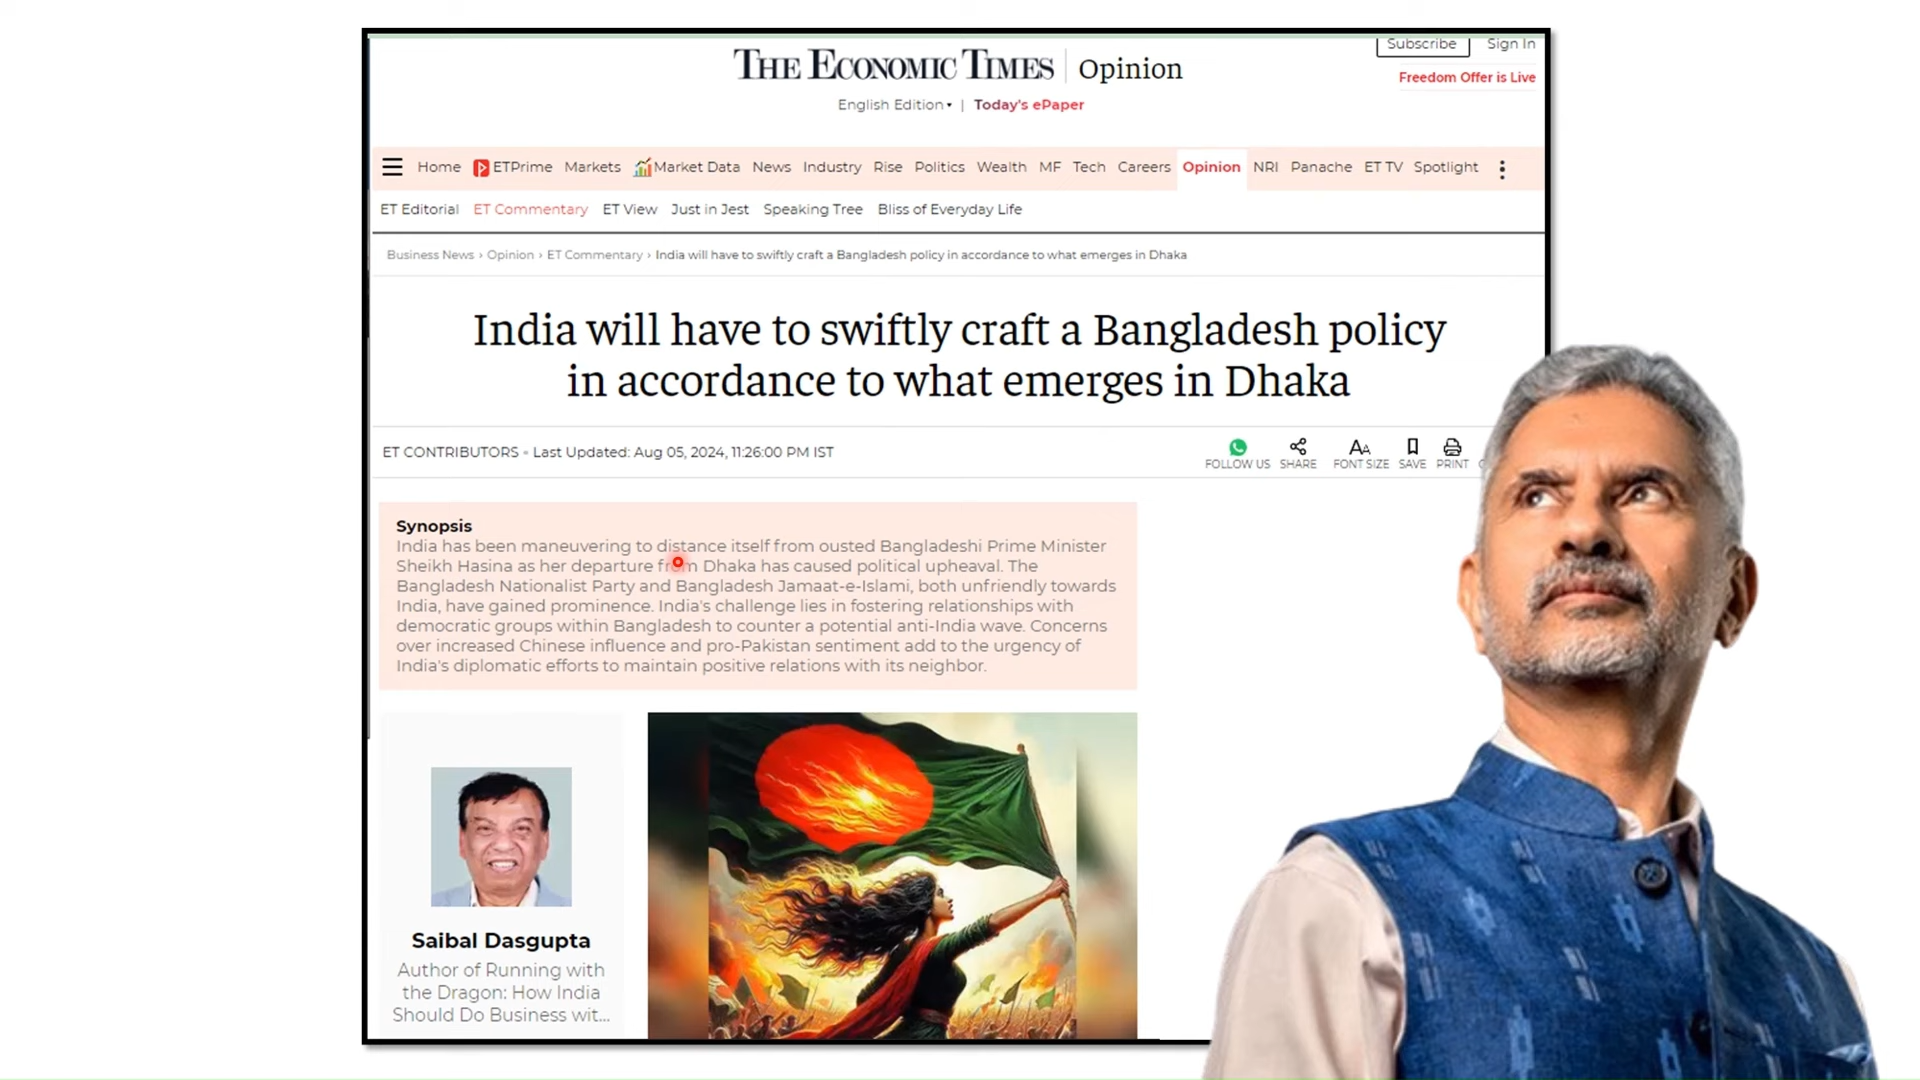 THE ECONOMIC TIMES | Opinion
Subscribe Sign In
Freedom Offer is Live
English Edition | Today's ePaper
Home ETPrime Markets Market Data News Industry Rise Politics Wealth MF Tech Careers Opinion NRI Panache ET TV Spotlight
ET Editorial ET Commentary ET View Just in Jest Speaking Tree Bliss of Everyday Life
Business News › Opinion › ET Commentary › India will have to swiftly craft a Bangladesh policy in accordance to what emerges in Dhaka
India will have to swiftly craft a Bangladesh policy
in accordance to what emerges in Dhaka
ET CONTRIBUTORS • Last Updated: Aug 05, 2024, 11:26:00 PM IST
FOLLOW US SHARE FONT SIZE SAVE PRINT
Synopsis
India has been maneuvering to distance itself from ousted Bangladeshi Prime Minister
Sheikh Hasina as her departure from Dhaka has caused political upheaval. The
Bangladesh Nationalist Party and Bangladesh Jamaat-e-Islami, both unfriendly towards
India, have gained prominence. India's challenge lies in fostering relationships with
democratic groups within Bangladesh to counter a potential anti-India wave. Concerns
over increased Chinese influence and pro-Pakistan sentiment add to the urgency of
India's diplomatic efforts to maintain positive relations with its neighbor.
Saibal Dasgupta
Author of Running with
the Dragon: How India
Should Do Business wit...